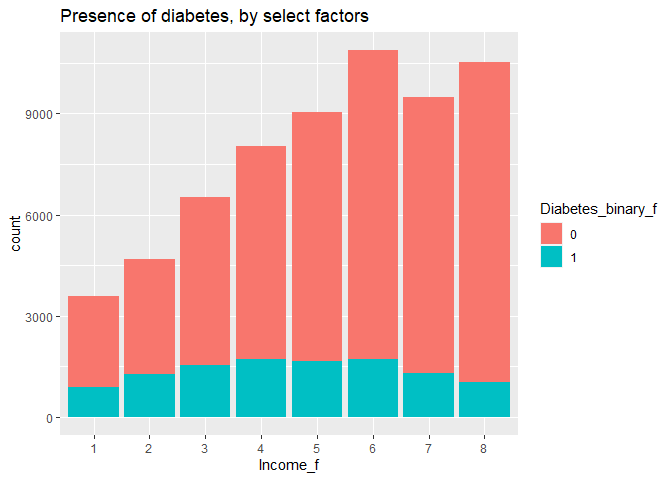 Presence of diabetes, by select factors
9000
6000
3000
0
count
1 2 3 4 5 6 7 8
Income_f
Diabetes_binary_f
0
1